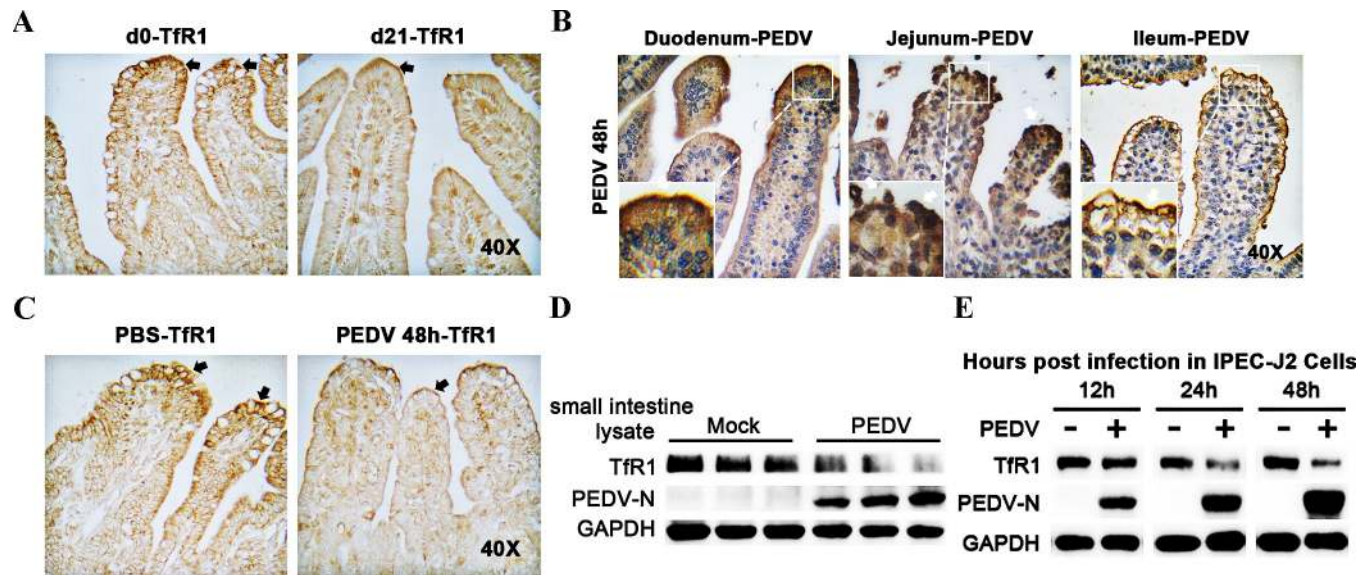 A
d0-TfR1
d21-TfR1
40X
B
Duodenum-PEDV
Jejunum-PEDV
Ileum-PEDV
PEDV 48h
40X
C
PBS-TfR1
PEDV 48h-TfR1
40X
D
small intestine
lysate
Mock
PEDV
TfR1
PEDV-N
GAPDH
E
Hours post infection in IPEC-J2 Cells
12h
24h
48h
PEDV - + - + - +
TfR1
PEDV-N
GAPDH